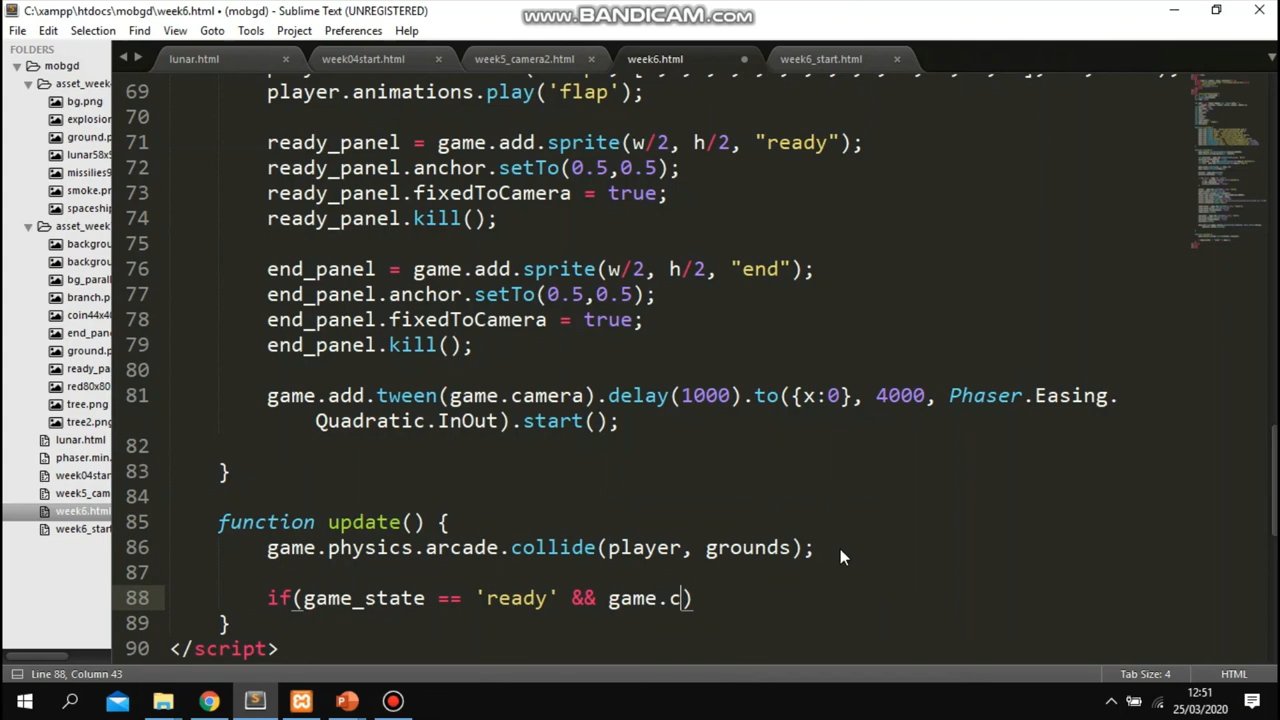 C:\xampp\htdocs\mobgd\week6.html • (mobgd) - Sublime Text (UNREGISTERED)
www.BANDICAM.com
File Edit Selection Find View Goto Tools Project Preferences Help
FOLDERS
mobgd
asset_week
bg.png
explosion
ground.p
lunar58x5
missilies9
smoke.pn
spaceship
asset_week
backgrou
backgrou
bg_parall
branch.pn
coin44x4
end_pane
ground.p
ready_pa
red80x80
tree.png
tree2.png
lunar.html
phaser.min.
week04start
week5_cam
week6.html
week6_start
lunar.html
week04start.html
week5_camera2.html
week6.html
week6_start.html
69 player.animations.play('flap');
70
71 ready_panel = game.add.sprite(w/2, h/2, "ready");
72 ready_panel.anchor.setTo(0.5,0.5);
73 ready_panel.fixedToCamera = true;
74 ready_panel.kill();
75
76 end_panel = game.add.sprite(w/2, h/2, "end");
77 end_panel.anchor.setTo(0.5,0.5);
78 end_panel.fixedToCamera = true;
79 end_panel.kill();
80
81 game.add.tween(game.camera).delay(1000).to({x:0}, 4000, Phaser.Easing.
Quadratic.InOut).start();
82
83 }
84
85 function update() {
86 game.physics.arcade.collide(player, grounds);
87
88 if(game_state == 'ready' && game.c)
89 }
90 </script>
Line 88, Column 43
Tab Size: 4
HTML
12:51
25/03/2020